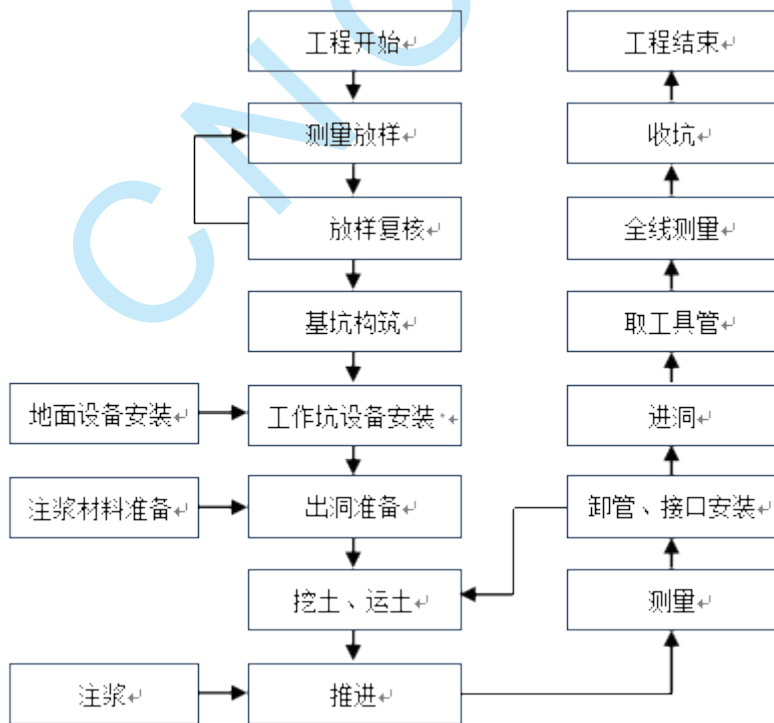 工程开始
测量放样
放样复核
基坑构筑
地面设备安装
工作坑设备安装
注浆材料准备
出洞准备
挖土、运土
注浆
推进
工程结束
收坑
全线测量
取工具管
进洞
卸管、接口安装
测量
CNO